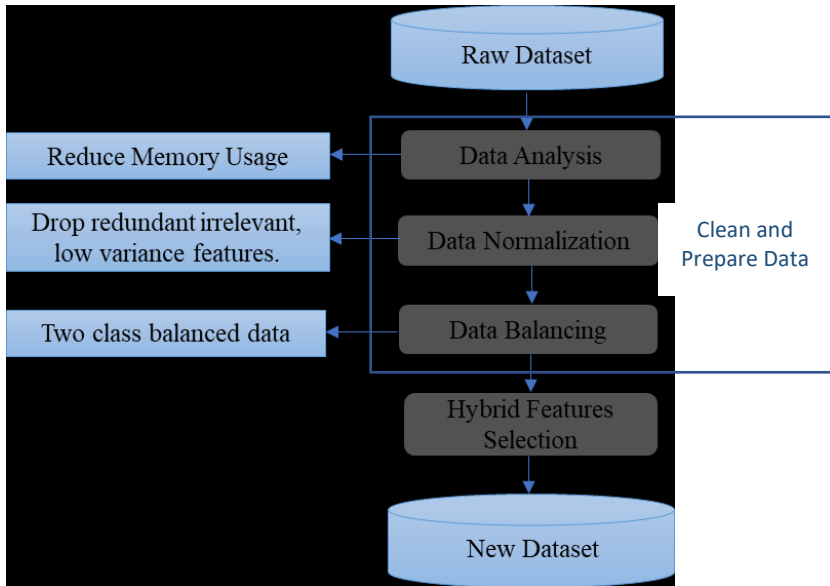 Raw Dataset
Reduce Memory Usage
Data Analysis
Drop redundant irrelevant,
low variance features.
Data Normalization
Clean and
Prepare Data
Two class balanced data
Data Balancing
Hybrid Features
Selection
New Dataset